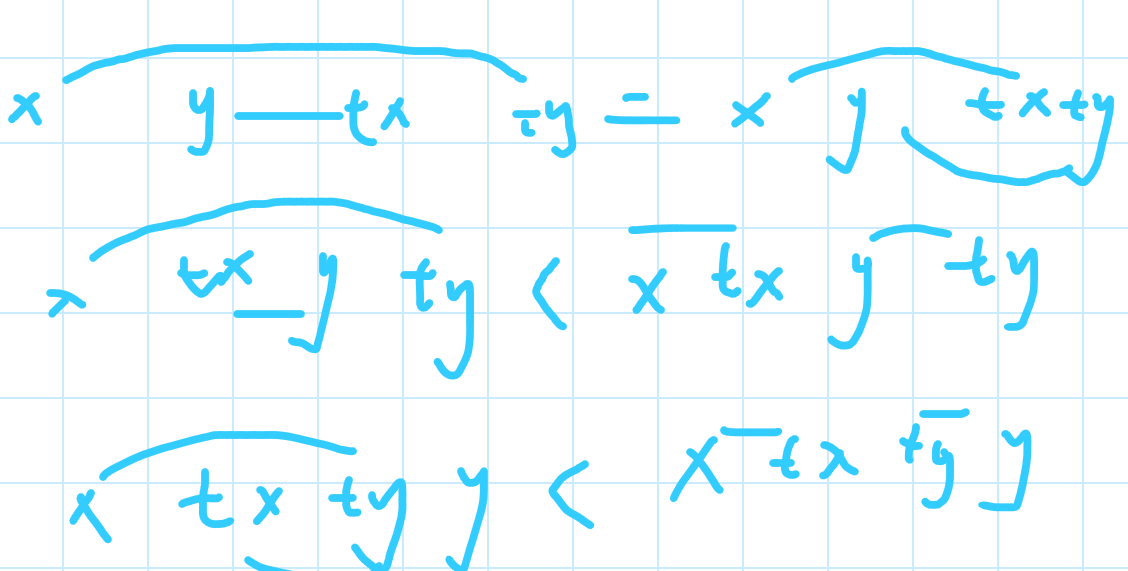 x y tx ty = x y tx ty
x tx y ty < x tx y ty
x tx ty y < x tx ty y